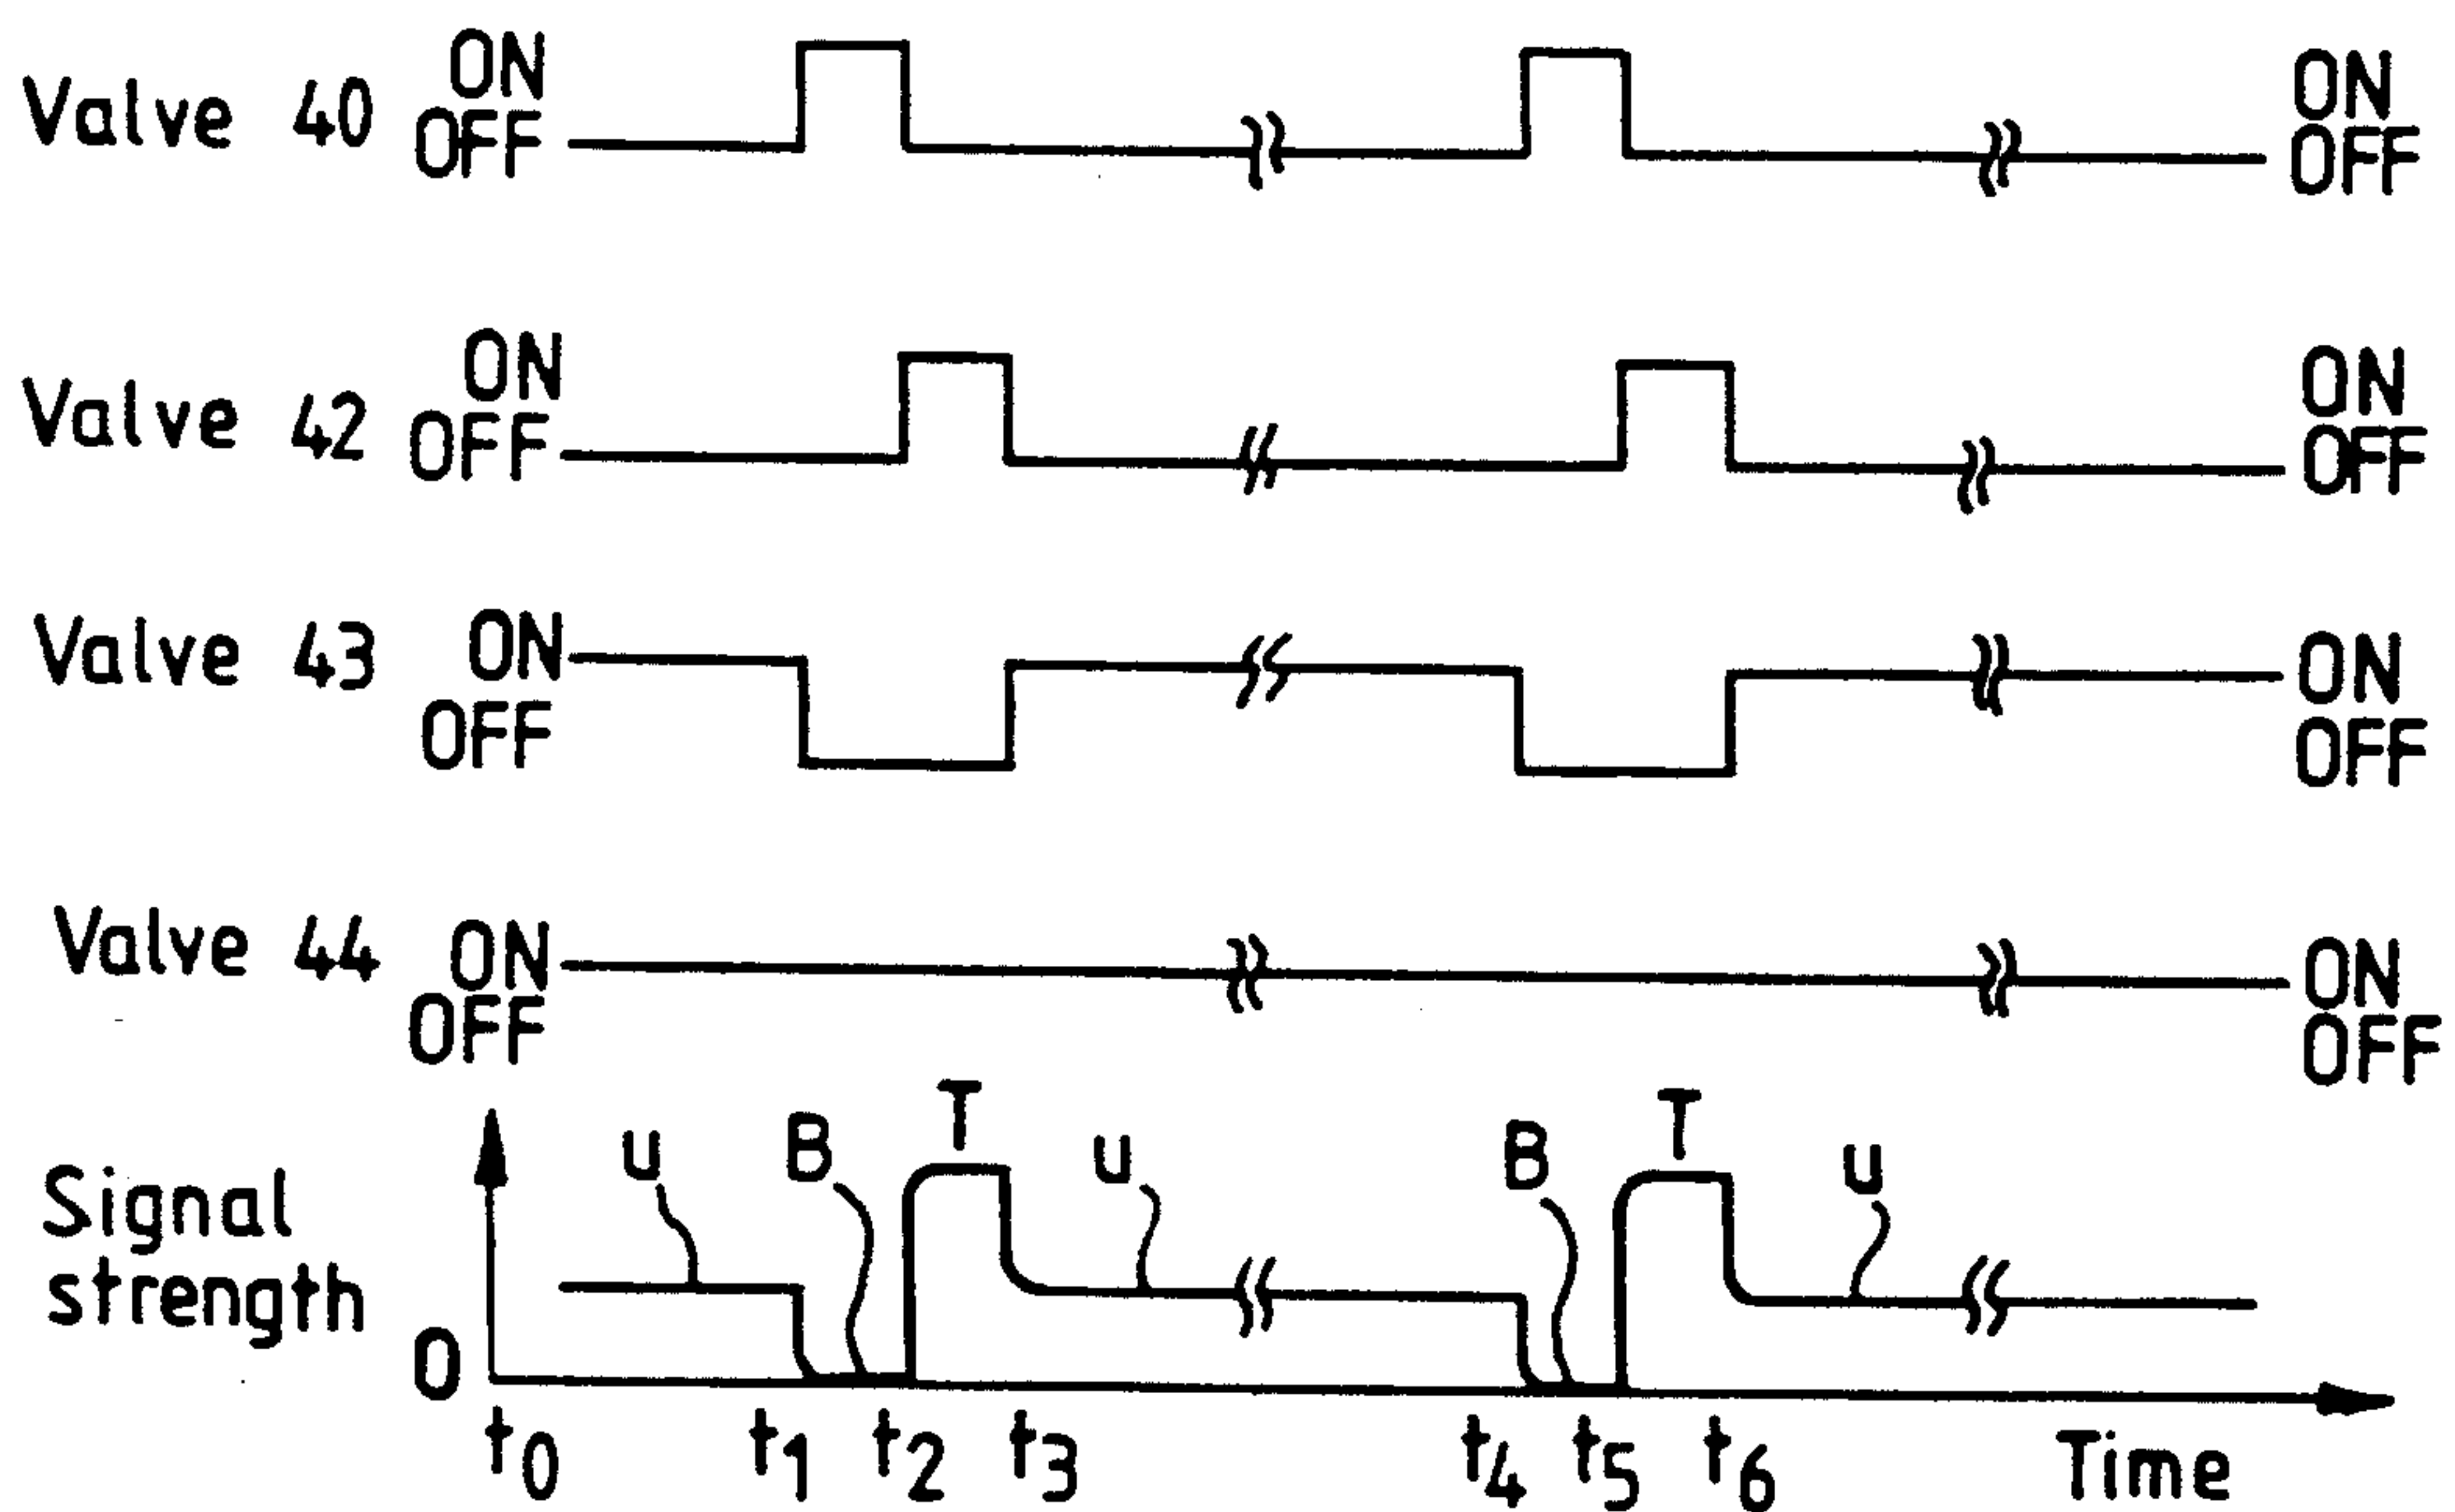 Valve 40 ON ON
OFF OFF
Valve 42 ON ON
OFF OFF
Valve 43 ON ON
OFF OFF
Valve 44 ON ON
OFF OFF
Signal
strength
u B T u B T u
0
t0 t1 t2 t3 t4 t5 t6 Time